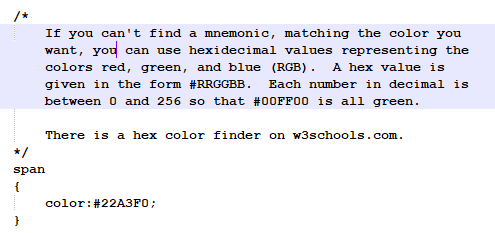 /*
If you can't find a mnemonic, matching the color you
want, you can use hexidecimal values representing the
colors red, green, and blue (RGB).  A hex value is
given in the form #RRGGBB.  Each number in decimal is
between 0 and 256 so that #00FF00 is all green.
There is a hex color finder on w3schools.com.
*/
span
{
color:#22A3F0;
}